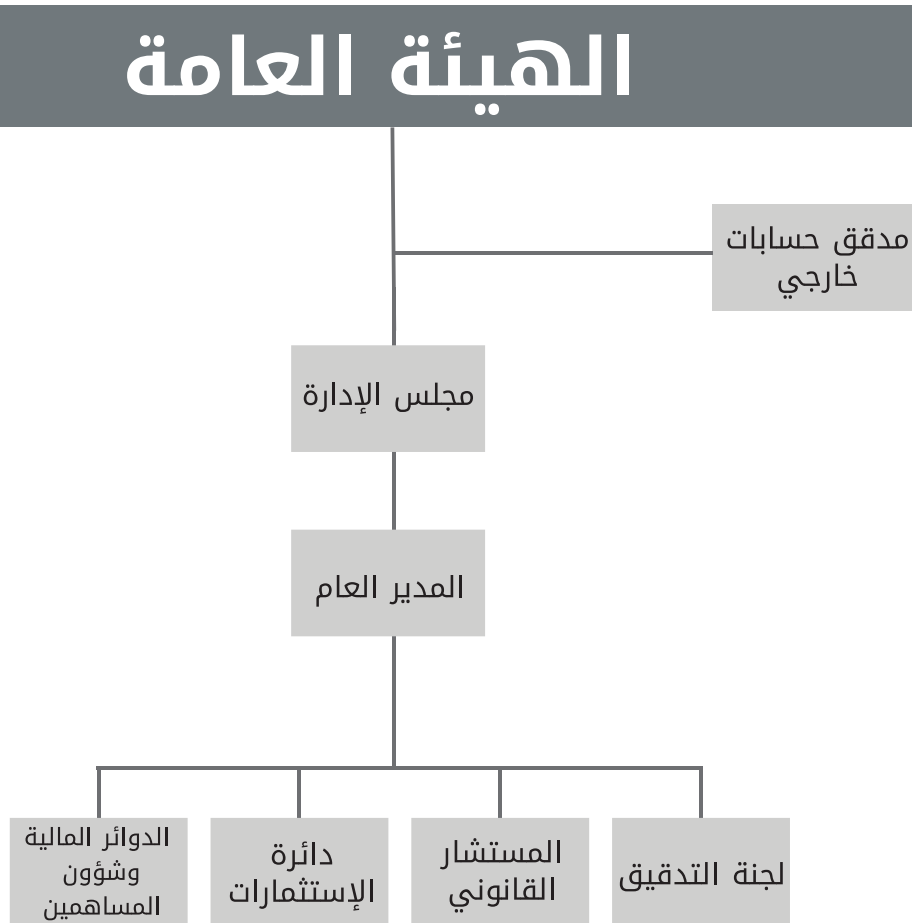 الهيئة العامة
مدقق حسابات
خارجي
مجلس الإدارة
المدير العام
لجنة التدقيق
المستشار
القانوني
دائرة
الإستثمارات
الدوائر المالية
وشؤون
المساهمين